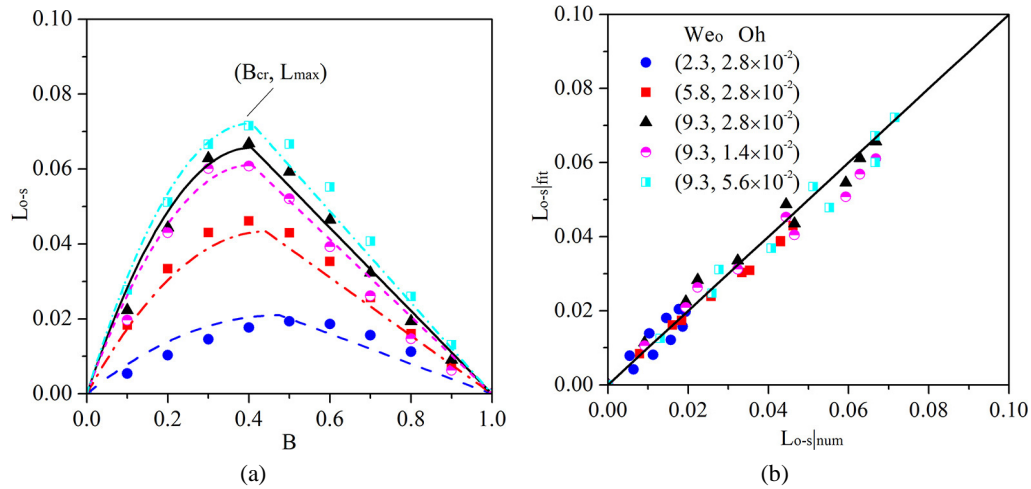 0.10
0.08
0.06
0.04
0.02
0.00
0.0 0.2 0.4 0.6 0.8 1.0
Lo-s
B
(Bcr, Lmax)
(a)
0.10
0.08
0.06
0.04
0.02
0.00
0.00 0.02 0.04 0.06 0.08 0.10
Lo-s|fit
Lo-s|num
Weo Oh
(2.3, 2.8×10-2)
(5.8, 2.8×10-2)
(9.3, 2.8×10-2)
(9.3, 1.4×10-2)
(9.3, 5.6×10-2)
(b)